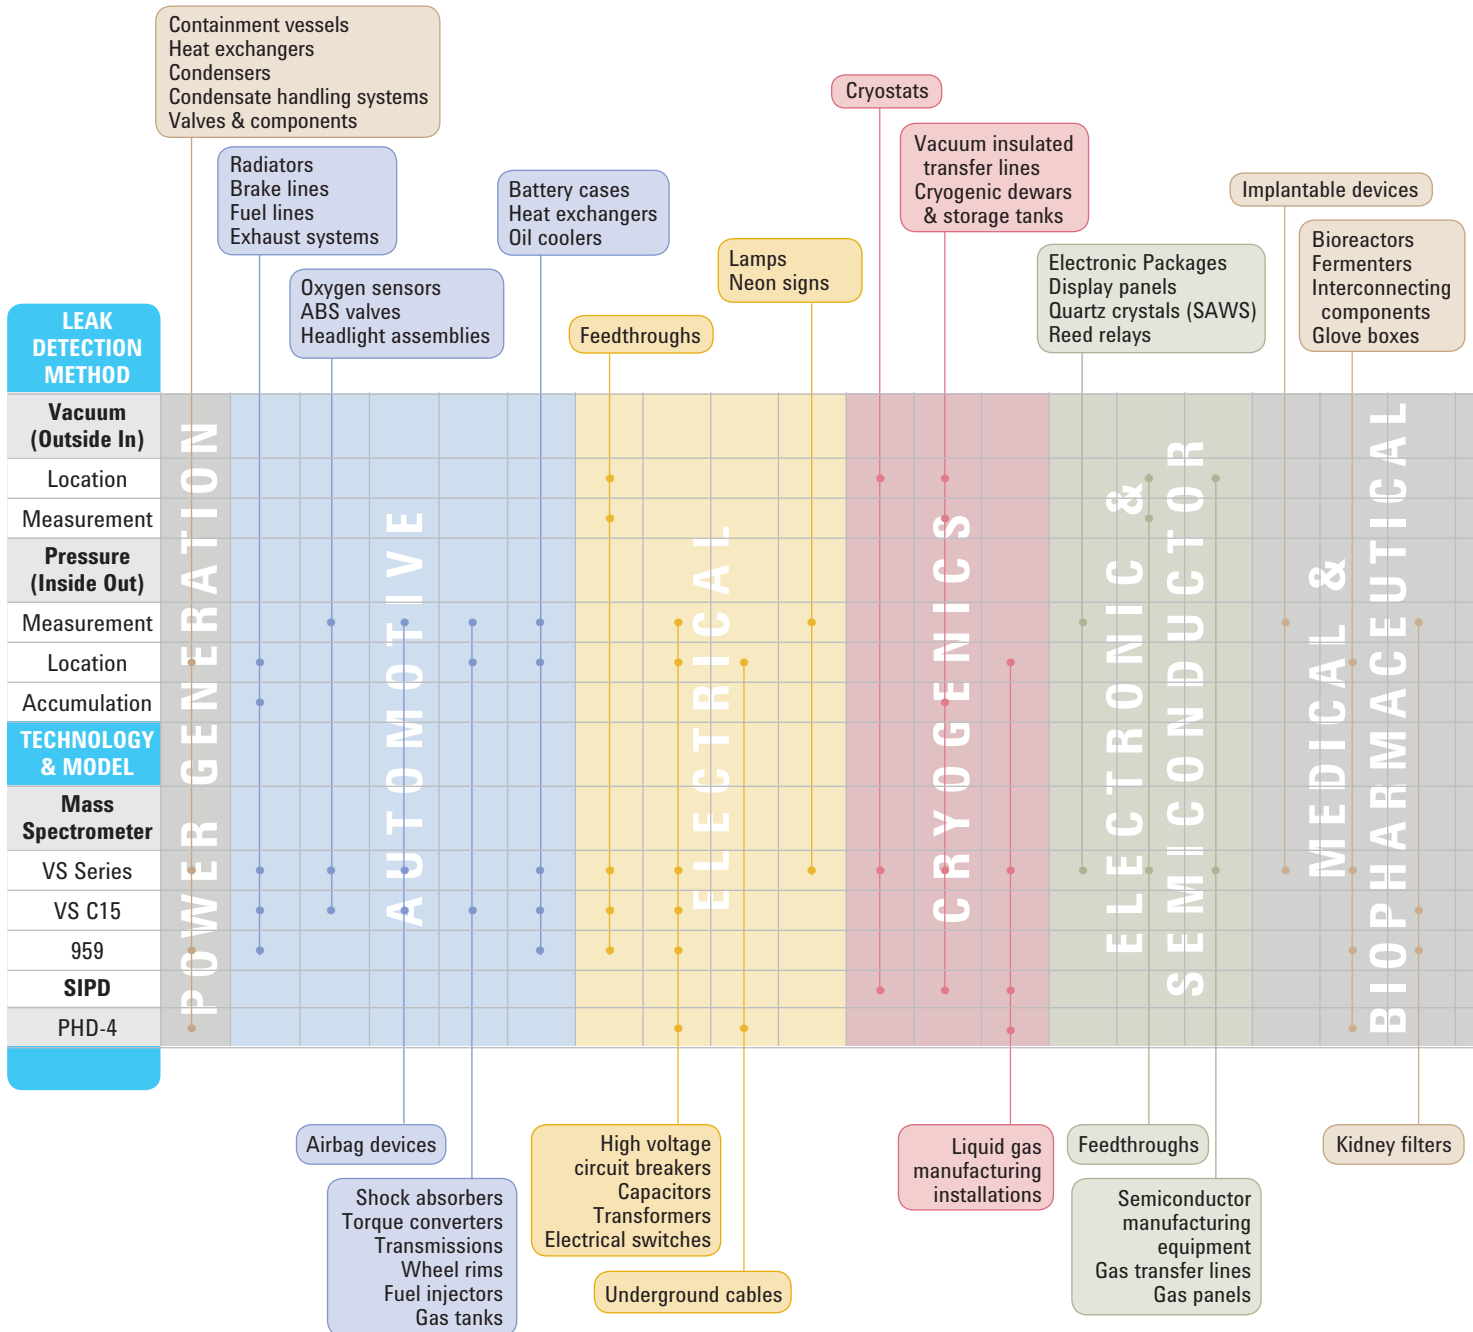 Containment vessels
Heat exchangers
Condensers
Condensate handling systems
Valves & components
Radiators
Brake lines
Fuel lines
Exhaust systems
Oxygen sensors
ABS valves
Headlight assemblies
Battery cases
Heat exchangers
Oil coolers
Feedthroughs
Lamps
Neon signs
Cryostats
Vacuum insulated
transfer lines
Cryogenic dewars
& storage tanks
Electronic Packages
Display panels
Quartz crystals (SAWS)
Reed relays
Implantable devices
Bioreactors
Fermenters
Interconnecting
components
Glove boxes
LEAK
DETECTION
METHOD
Vacuum
(Outside In)
Location
Measurement
Pressure
(Inside Out)
Measurement
Location
Accumulation
TECHNOLOGY
& MODEL
Mass
Spectrometer
VS Series
VS C15
959
SIPD
PHD-4
POWER GENERATION
AUTOMOTIVE
ELECTRICAL
CRYOGENICS
ELECTRONIC &
SEMICONDUCTOR
MEDICAL &
BIOPHARMACEUTICAL
Airbag devices
Shock absorbers
Torque converters
Transmissions
Wheel rims
Fuel injectors
Gas tanks
High voltage
circuit breakers
Capacitors
Transformers
Electrical switches
Underground cables
Liquid gas
manufacturing
installations
Feedthroughs
Semiconductor
manufacturing
equipment
Gas transfer lines
Gas panels
Kidney filters